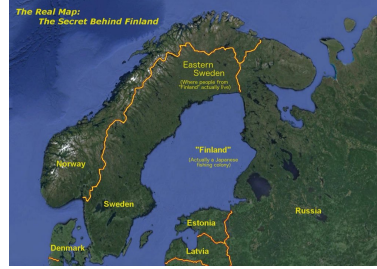 The Real Map:
The Secret Behind Finland
Eastern
Sweden
(Where people from
"Finland" actually live)
"Finland"
(Actually a Japanese
fishing colony)
Norway
Sweden
Estonia
Russia
Denmark
Latvia